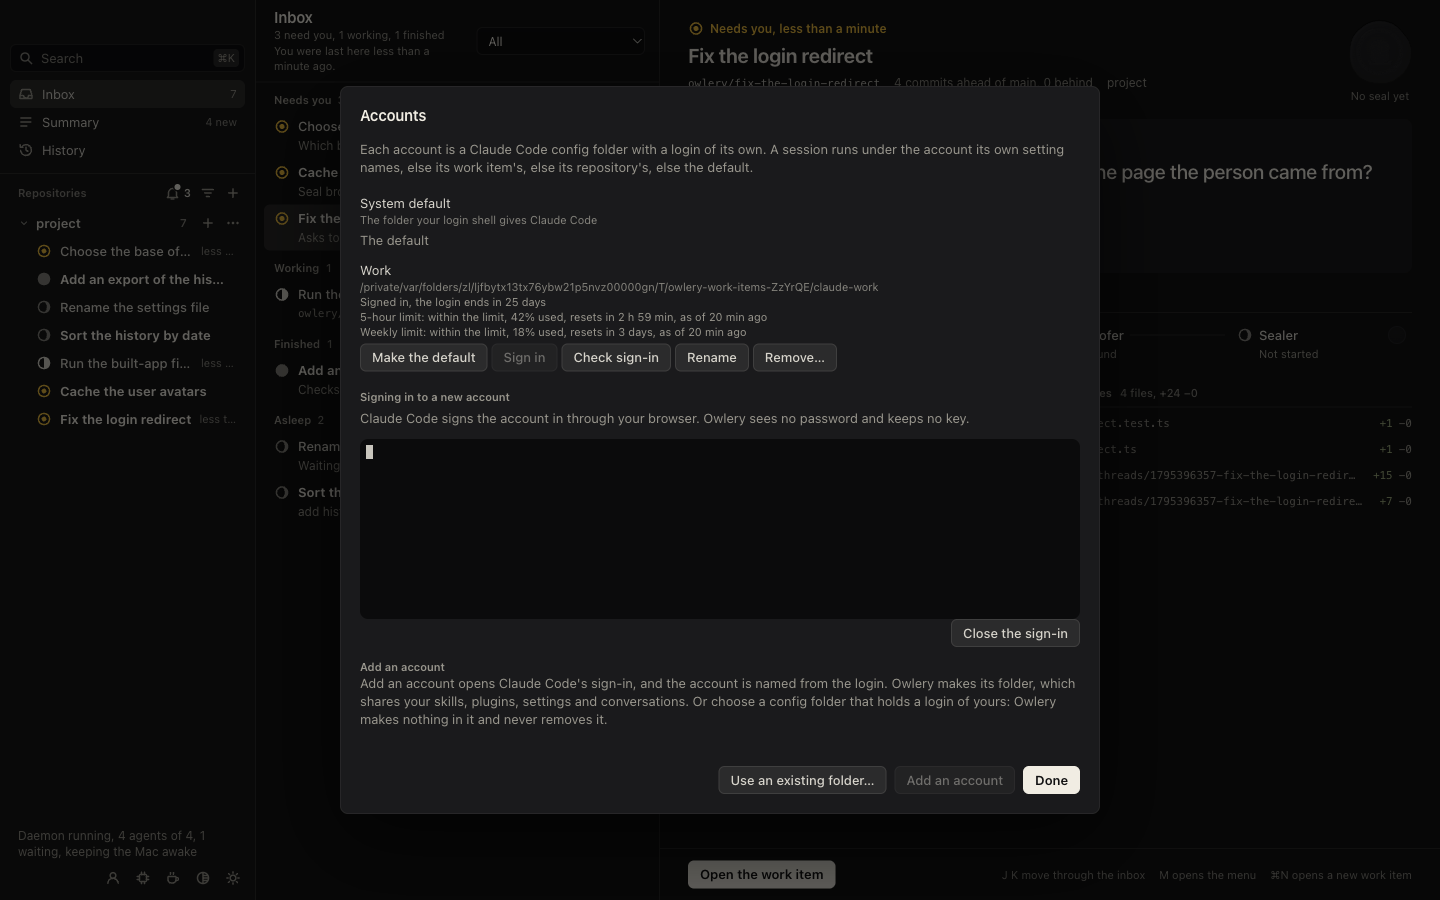 Search ⌘K
Inbox 7
Summary 4 new
History
Repositories 3
project 7
Choose the base of... less ...
Add an export of the his...
Rename the settings file
Sort the history by date
Run the built-app fi... less ...
Cache the user avatars
Fix the login redirect less t...
Daemon running, 4 agents of 4, 1
waiting, keeping the Mac awake
Inbox
3 need you, 1 working, 1 finished
You were last here less than a
minute ago.
All
Needs you
Choose
Which b
Cache
Seal bro
Fix the
Asks to
Working 1
Run the
owlery/
Finished 1
Add an
Checks
Asleep 2
Renam
Waiting
Sort th
add his
Needs you, less than a minute
Fix the login redirect
owlery/fix-the-login-redirect 4 commits ahead of main, 0 behind project
No seal yet
e page the person came from?
ofer
und
Sealer
Not started
es 4 files, +24 −0
ect.test.ts +1 −0
ect.ts +1 −0
threads/1795396357-fix-the-login-redir… +15 −0
threads/1795396357-fix-the-login-redire… +7 −0
Open the work item
J K move through the inbox M opens the menu ⌘N opens a new work item
Accounts
Each account is a Claude Code config folder with a login of its own. A session runs under the account its own setting
names, else its work item's, else its repository's, else the default.
System default
The folder your login shell gives Claude Code
The default
Work
/private/var/folders/zl/ljfbytx13tx76ybw21p5nvz00000gn/T/owlery-work-items-ZzYrQE/claude-work
Signed in, the login ends in 25 days
5-hour limit: within the limit, 42% used, resets in 2 h 59 min, as of 20 min ago
Weekly limit: within the limit, 18% used, resets in 3 days, as of 20 min ago
Make the default Sign in Check sign-in Rename Remove...
Signing in to a new account
Claude Code signs the account in through your browser. Owlery sees no password and keeps no key.
Close the sign-in
Add an account
Add an account opens Claude Code's sign-in, and the account is named from the login. Owlery makes its folder, which
shares your skills, plugins, settings and conversations. Or choose a config folder that holds a login of yours: Owlery
makes nothing in it and never removes it.
Use an existing folder... Add an account Done